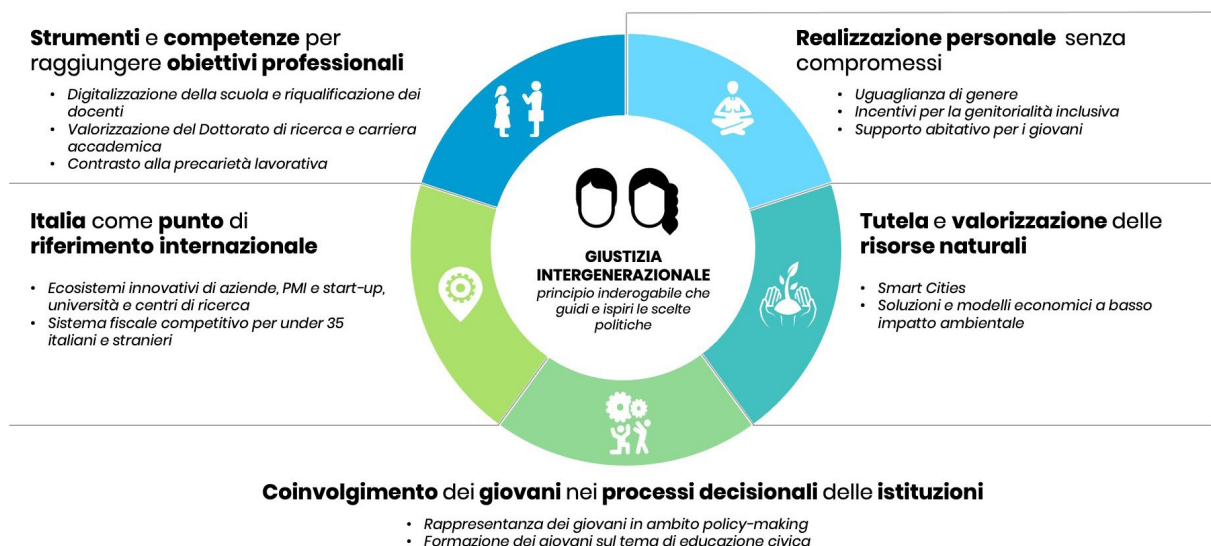 Strumenti e competenze per
raggiungere obiettivi professionali
• Digitalizzazione della scuola e riqualificazione dei
docenti
• Valorizzazione del Dottorato di ricerca e carriera
accademica
• Contrasto alla precarietà lavorativa
Realizzazione personale senza
compromessi
• Uguaglianza di genere
• Incentivi per la genitorialità inclusiva
• Supporto abitativo per i giovani
Italia come punto di
riferimento internazionale
• Ecosistemi innovativi di aziende, PMI e start-up,
università e centri di ricerca
• Sistema fiscale competitivo per under 35
italiani e stranieri
GIUSTIZIA
INTERGENERAZIONALE
principio inderogabile che
guidi e ispiri le scelte
politiche
Tutela e valorizzazione delle
risorse naturali
• Smart Cities
• Soluzioni e modelli economici a basso
impatto ambientale
Coinvolgimento dei giovani nei processi decisionali delle istituzioni
• Rappresentanza dei giovani in ambito policy-making
• Formazione dei giovani sul tema di educazione civica